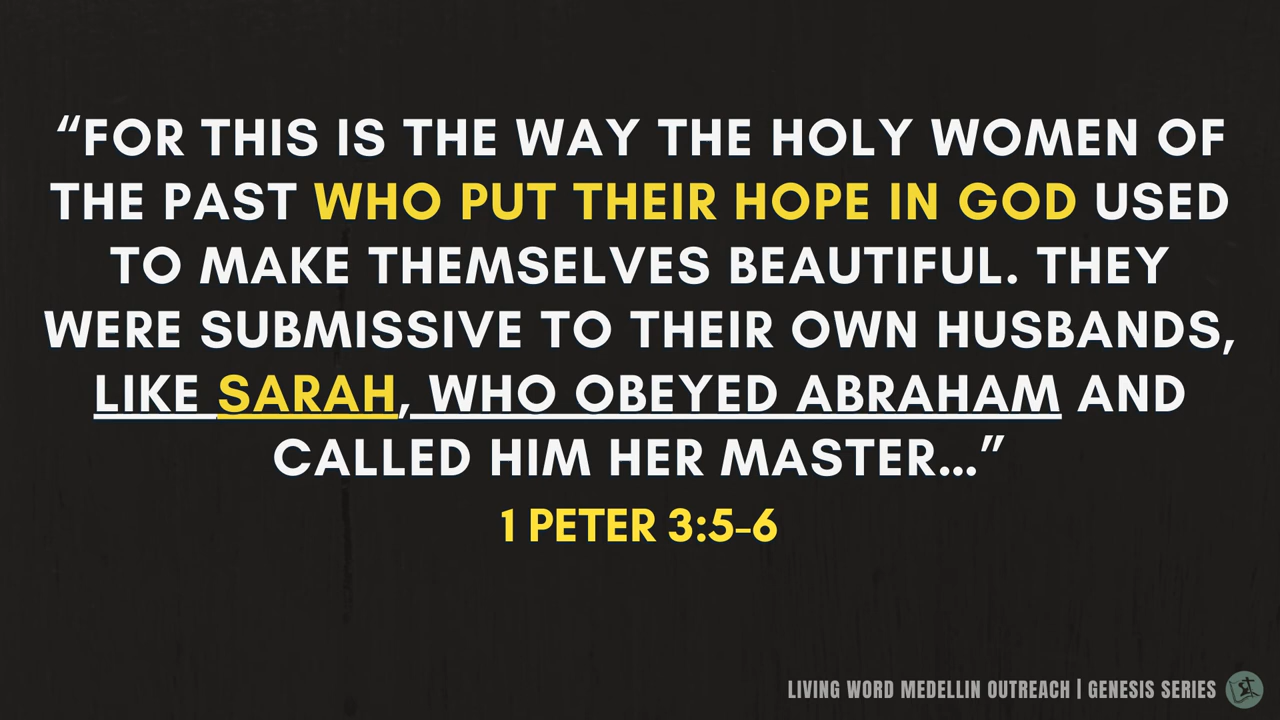 “FOR THIS IS THE WAY THE HOLY WOMEN OF
THE PAST WHO PUT THEIR HOPE IN GOD USED
TO MAKE THEMSELVES BEAUTIFUL. THEY
WERE SUBMISSIVE TO THEIR OWN HUSBANDS,
LIKE SARAH, WHO OBEYED ABRAHAM AND
CALLED HIM HER MASTER...”
1 PETER 3:5-6
LIVING WORD MEDELLIN OUTREACH | GENESIS SERIES